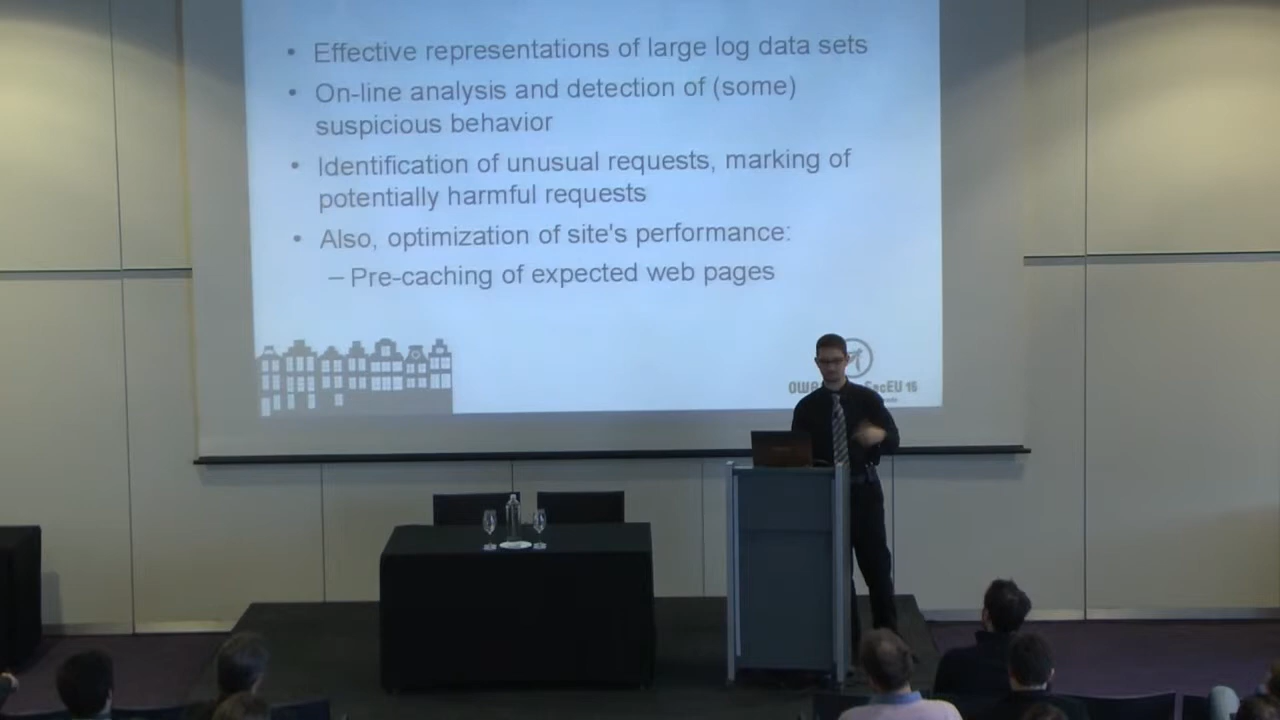 • Effective representations of large log data sets
• On-line analysis and detection of (some)
suspicious behavior
• Identification of unusual requests, marking of
potentially harmful requests
• Also, optimization of site's performance:
– Pre-caching of expected web pages